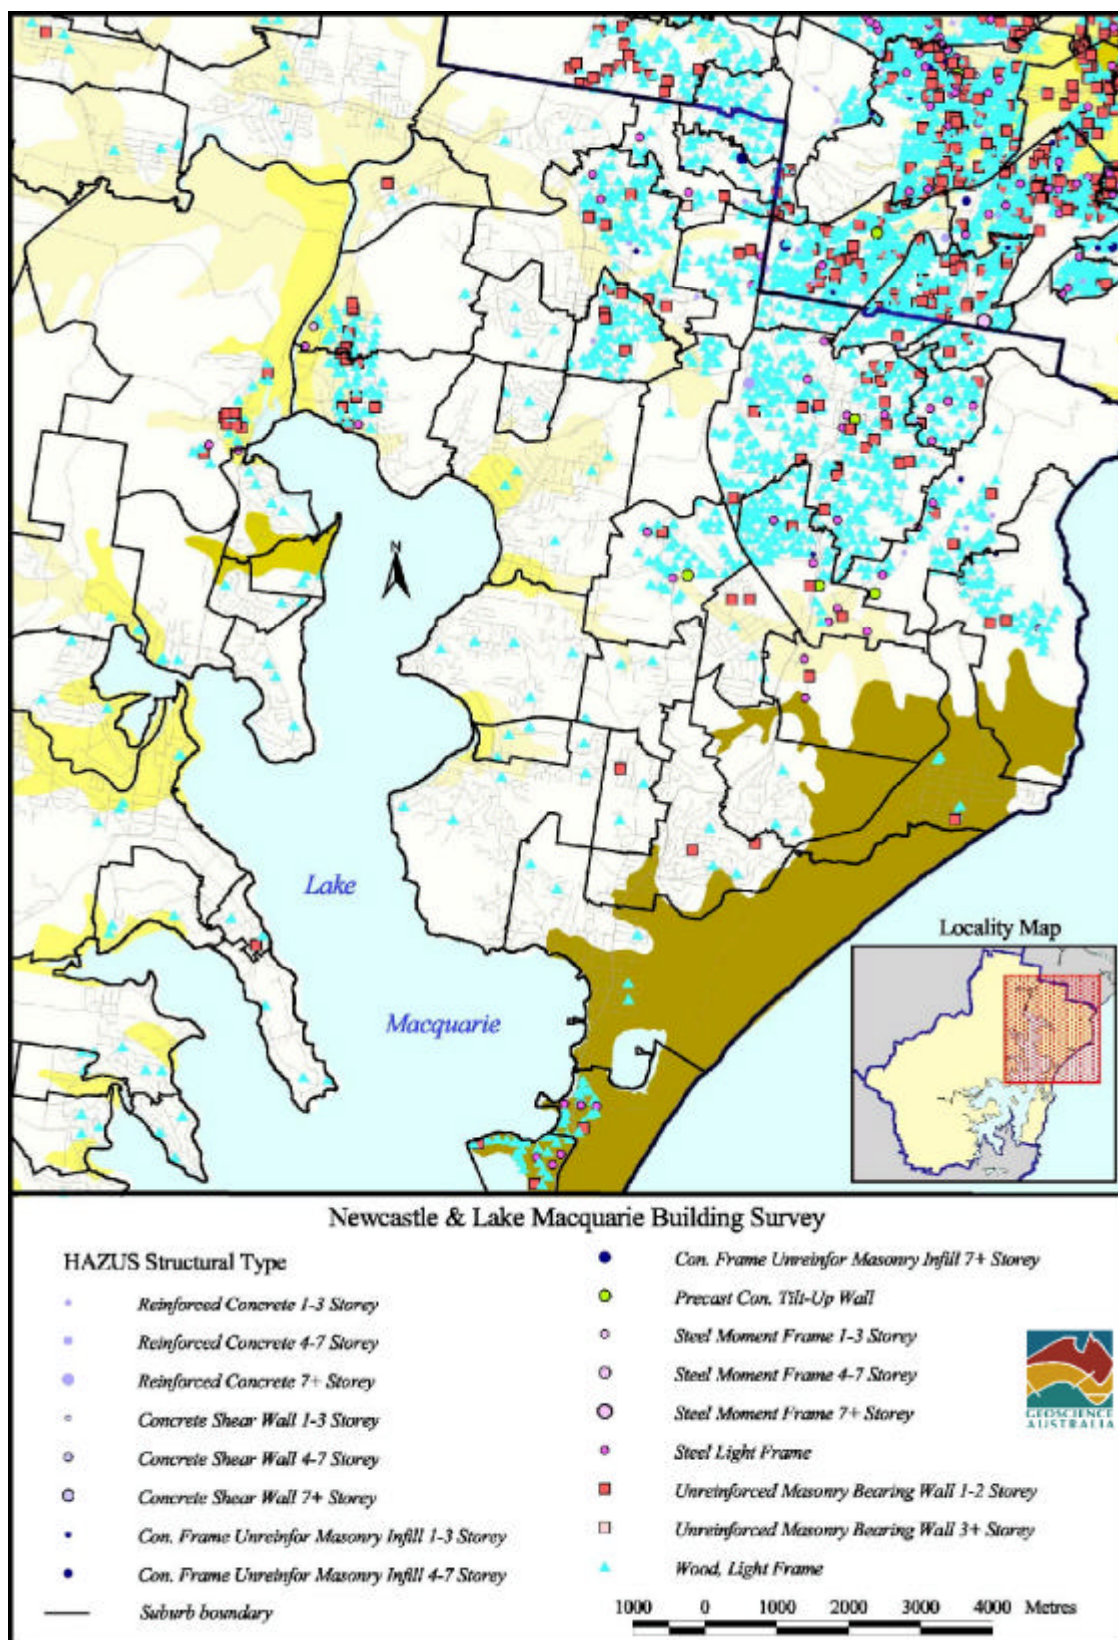 N
Lake
Macquarie
Locality Map
Newcastle & Lake Macquarie Building Survey
HAZUS Structural Type
Reinforced Concrete 1-3 Storey
Reinforced Concrete 4-7 Storey
Reinforced Concrete 7+ Storey
Concrete Shear Wall 1-3 Storey
Concrete Shear Wall 4-7 Storey
Concrete Shear Wall 7+ Storey
Con. Frame Unreinfor Masonry Infill 1-3 Storey
Con. Frame Unreinfor Masonry Infill 4-7 Storey
Suburb boundary
Con. Frame Unreinfor Masonry Infill 7+ Storey
Precast Con. Tilt-Up Wall
Steel Moment Frame 1-3 Storey
Steel Moment Frame 4-7 Storey
Steel Moment Frame 7+ Storey
Steel Light Frame
Unreinforced Masonry Bearing Wall 1-2 Storey
Unreinforced Masonry Bearing Wall 3+ Storey
Wood, Light Frame
GEOSCIENCE
AUSTRALIA
1000 0 1000 2000 3000 4000 Metres